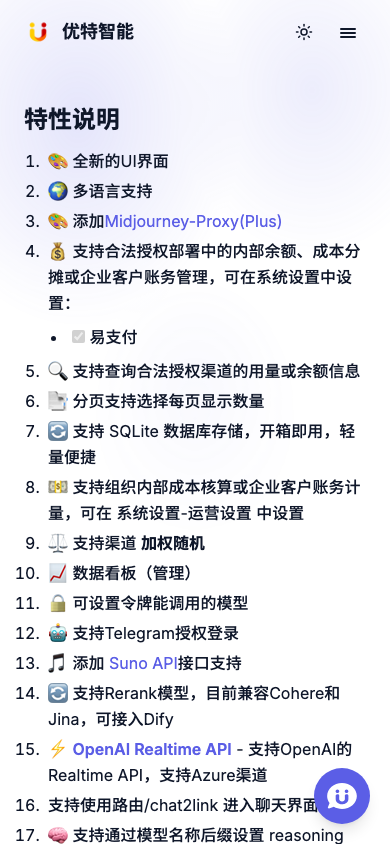 优特智能
特性说明
1. 🎨 全新的UI界面
2. 🌍 多语言支持
3. 🎨 添加Midjourney-Proxy(Plus)
4. 💰 支持合法授权部署中的内部余额、成本分
摊或企业客户账务管理，可在系统设置中设
置：
易支付
5. 🔍 支持查询合法授权渠道的用量或余额信息
6. 📑 分页支持选择每页显示数量
7. 🔄 支持 SQLite 数据库存储，开箱即用，轻
量便捷
8. 💵 支持组织内部成本核算或企业客户账务计
量，可在 系统设置-运营设置 中设置
9. ⚖️ 支持渠道 加权随机
10. 📈 数据看板（管理）
11. 🔒 可设置令牌能调用的模型
12. 🤖 支持Telegram授权登录
13. 🎵 添加 Suno API接口支持
14. 🔄 支持Rerank模型，目前兼容Cohere和
Jina，可接入Dify
15. ⚡ OpenAI Realtime API - 支持OpenAI的
Realtime API，支持Azure渠道
16. 支持使用路由/chat2link 进入聊天界面
17. 🧠 支持通过模型名称后缀设置 reasoning